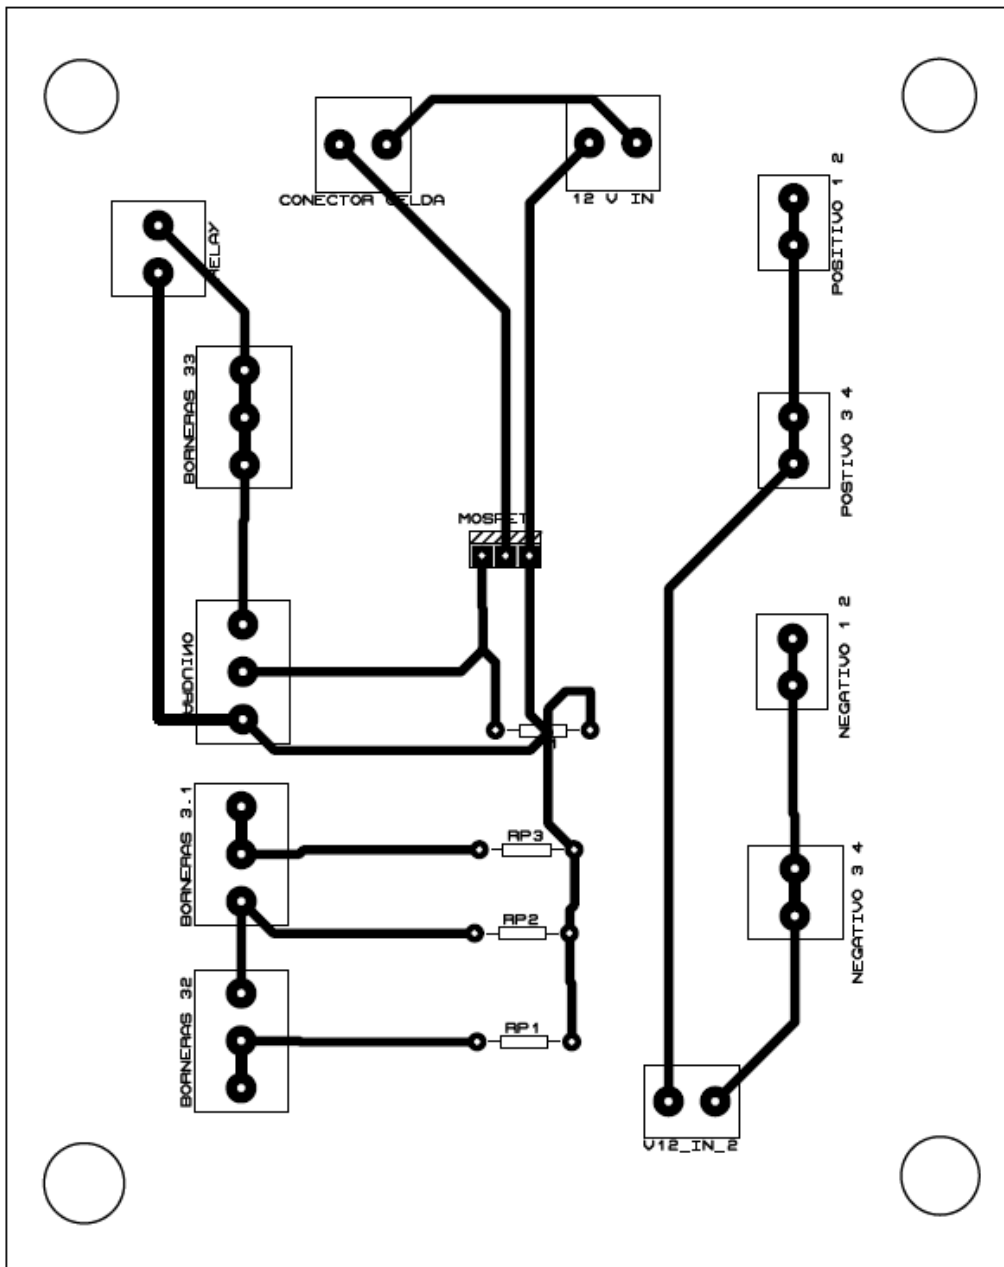 CONECTOR CELDA
12 V IN
POSITIVO 1 2
RELAY
BORNERAS 33
POSTIVO 3 4
MOSFET
ARDUINO
NEGATIVO 1 2
BORNERAS 3.1
RP3
NEGATIVO 3 4
RP2
BORNERAS 32
RP1
V12_IN_2